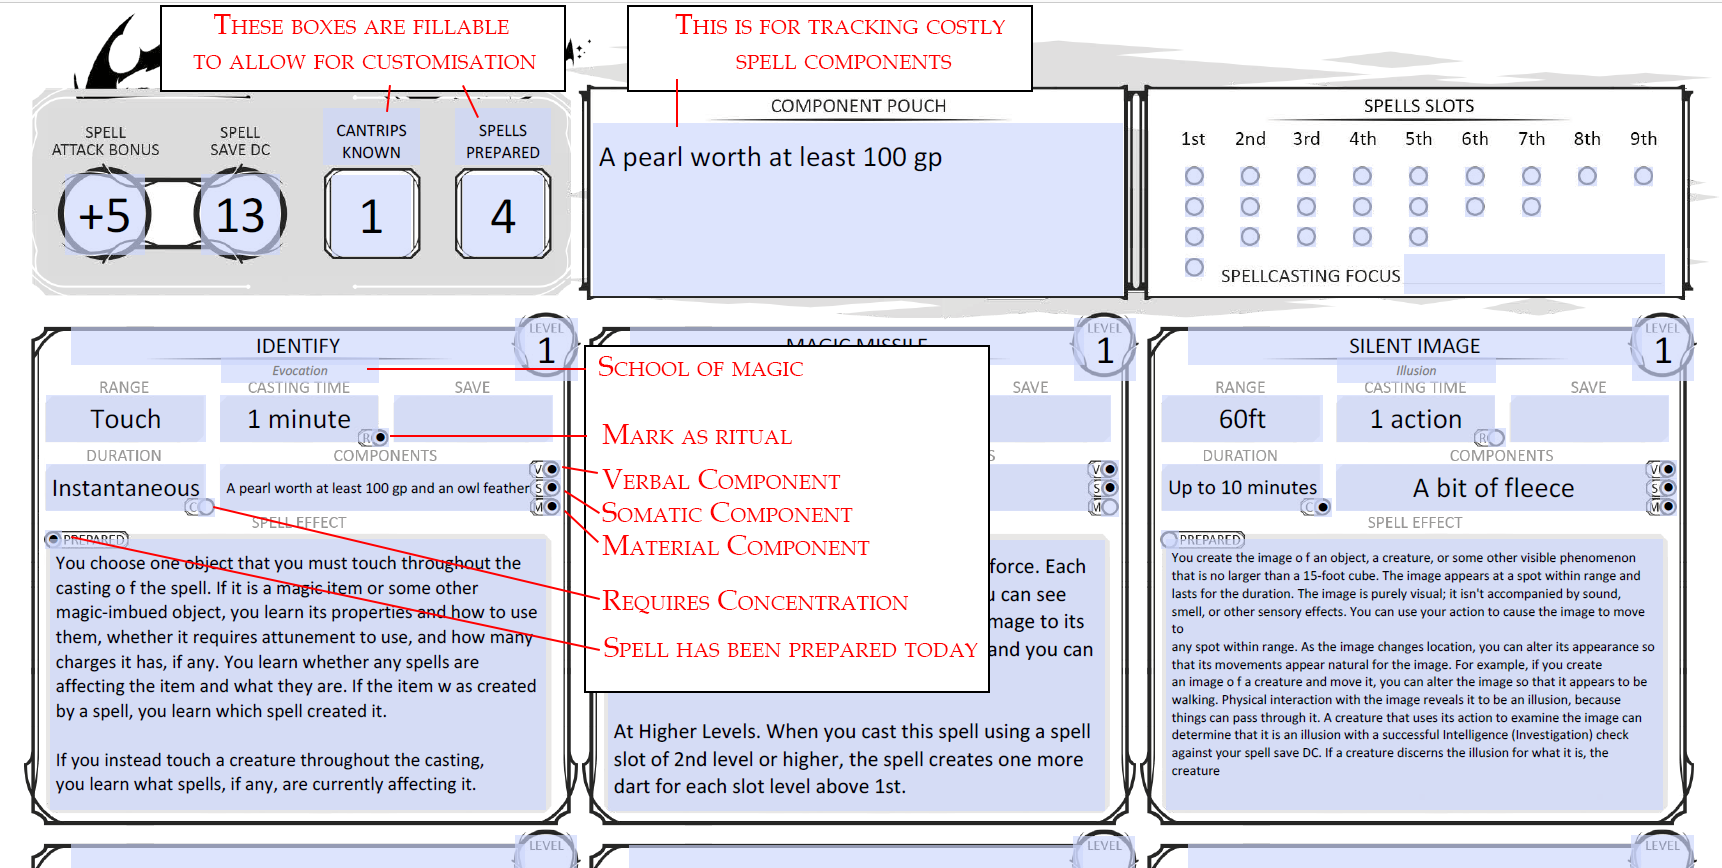 These boxes are fillable
to allow for customisation
This is for tracking costly
spell components
SPELL
ATTACK BONUS
SPELL
SAVE DC
CANTRIPS
KNOWN
SPELLS
PREPARED
+5
13
1
4
COMPONENT POUCH
A pearl worth at least 100 gp
SPELLS SLOTS
1st 2nd 3rd 4th 5th 6th 7th 8th 9th
SPELLCASTING FOCUS
IDENTIFY
LEVEL
1
Evocation
RANGE CASTING TIME SAVE
Touch 1 minute
R
DURATION COMPONENTS
Instantaneous A pearl worth at least 100 gp and an owl feather
C
V
S
M
SPELL EFFECT
PREPARED
You choose one object that you must touch throughout the
casting o f the spell. If it is a magic item or some other
magic-imbued object, you learn its properties and how to use
them, whether it requires attunement to use, and how many
charges it has, if any. You learn whether any spells are
affecting the item and what they are. If the item w as created
by a spell, you learn which spell created it.
If you instead touch a creature throughout the casting,
you learn what spells, if any, are currently affecting it.
MAGIC MISSILE
LEVEL
1
SAVE
S
V
S
M
School of magic
Mark as ritual
Verbal Component
Somatic Component
Material Component
Requires Concentration
Spell has been prepared today
force. Each
u can see
mage to its
and you can
At Higher Levels. When you cast this spell using a spell
slot of 2nd level or higher, the spell creates one more
dart for each slot level above 1st.
SILENT IMAGE
LEVEL
1
Illusion
RANGE CASTING TIME SAVE
60ft 1 action
R
DURATION COMPONENTS
Up to 10 minutes A bit of fleece
C
V
S
M
SPELL EFFECT
PREPARED
You create the image o f an object, a creature, or some other visible phenomenon
that is no larger than a 15-foot cube. The image appears at a spot within range and
lasts for the duration. The image is purely visual; it isn't accompanied by sound,
smell, or other sensory effects. You can use your action to cause the image to move
to
any spot within range. As the image changes location, you can alter its appearance so
that its movements appear natural for the image. For example, if you create
an image o f a creature and move it, you can alter the image so that it appears to be
walking. Physical interaction with the image reveals it to be an illusion, because
things can pass through it. A creature that uses its action to examine the image can
determine that it is an illusion with a successful Intelligence (Investigation) check
against your spell save DC. If a creature discerns the illusion for what it is, the
creature
LEVEL
LEVEL
LEVEL